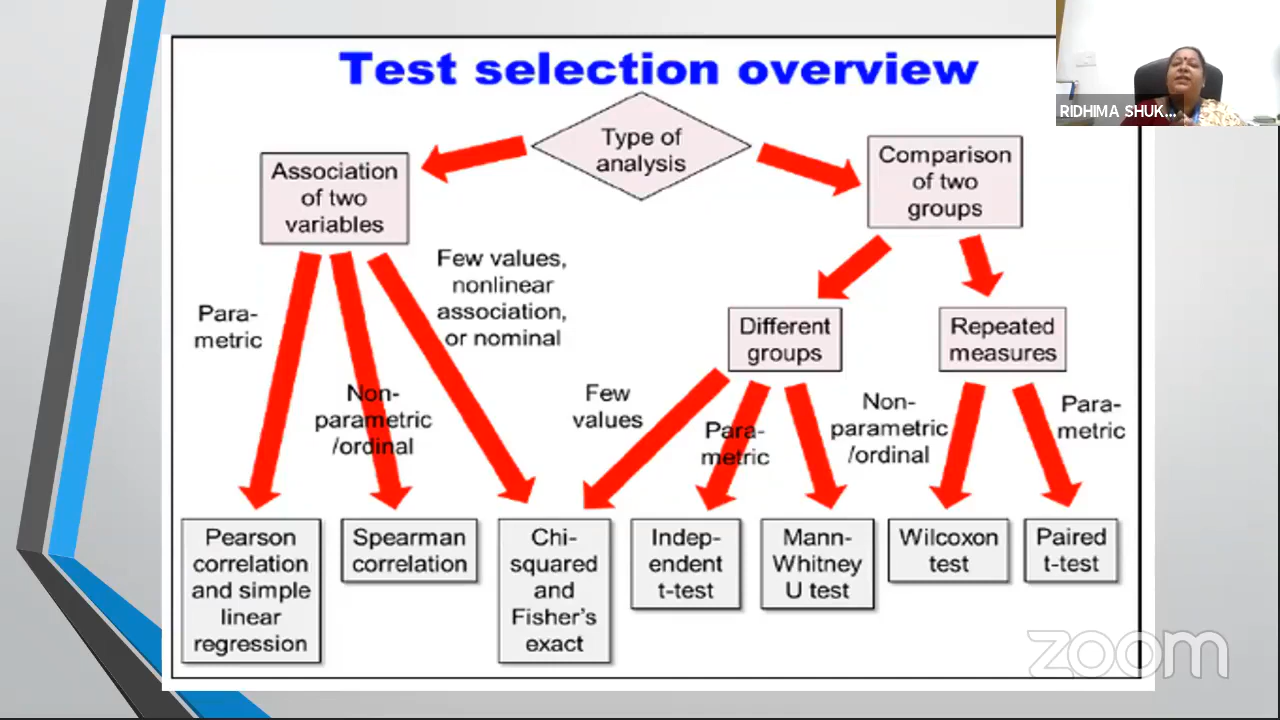 Test selection overview
RIDHIMA SHUK...
Type of
analysis
Association
of two
variables
Comparison
of two
groups
Few values,
nonlinear
association,
or nominal
Para-
metric
Non-
parametric
/ordinal
Different
groups
Repeated
measures
Few
values
Para-
metric
Non-
parametric
/ordinal
Para-
metric
Pearson
correlation
and simple
linear
regression
Spearman
correlation
Chi-
squared
and
Fisher's
exact
Indep-
endent
t-test
Mann-
Whitney
U test
Wilcoxon
test
Paired
t-test
zoom